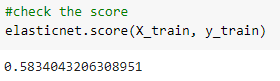 #check the score
elasticnet.score(X_train, y_train)
0.5834043206308951